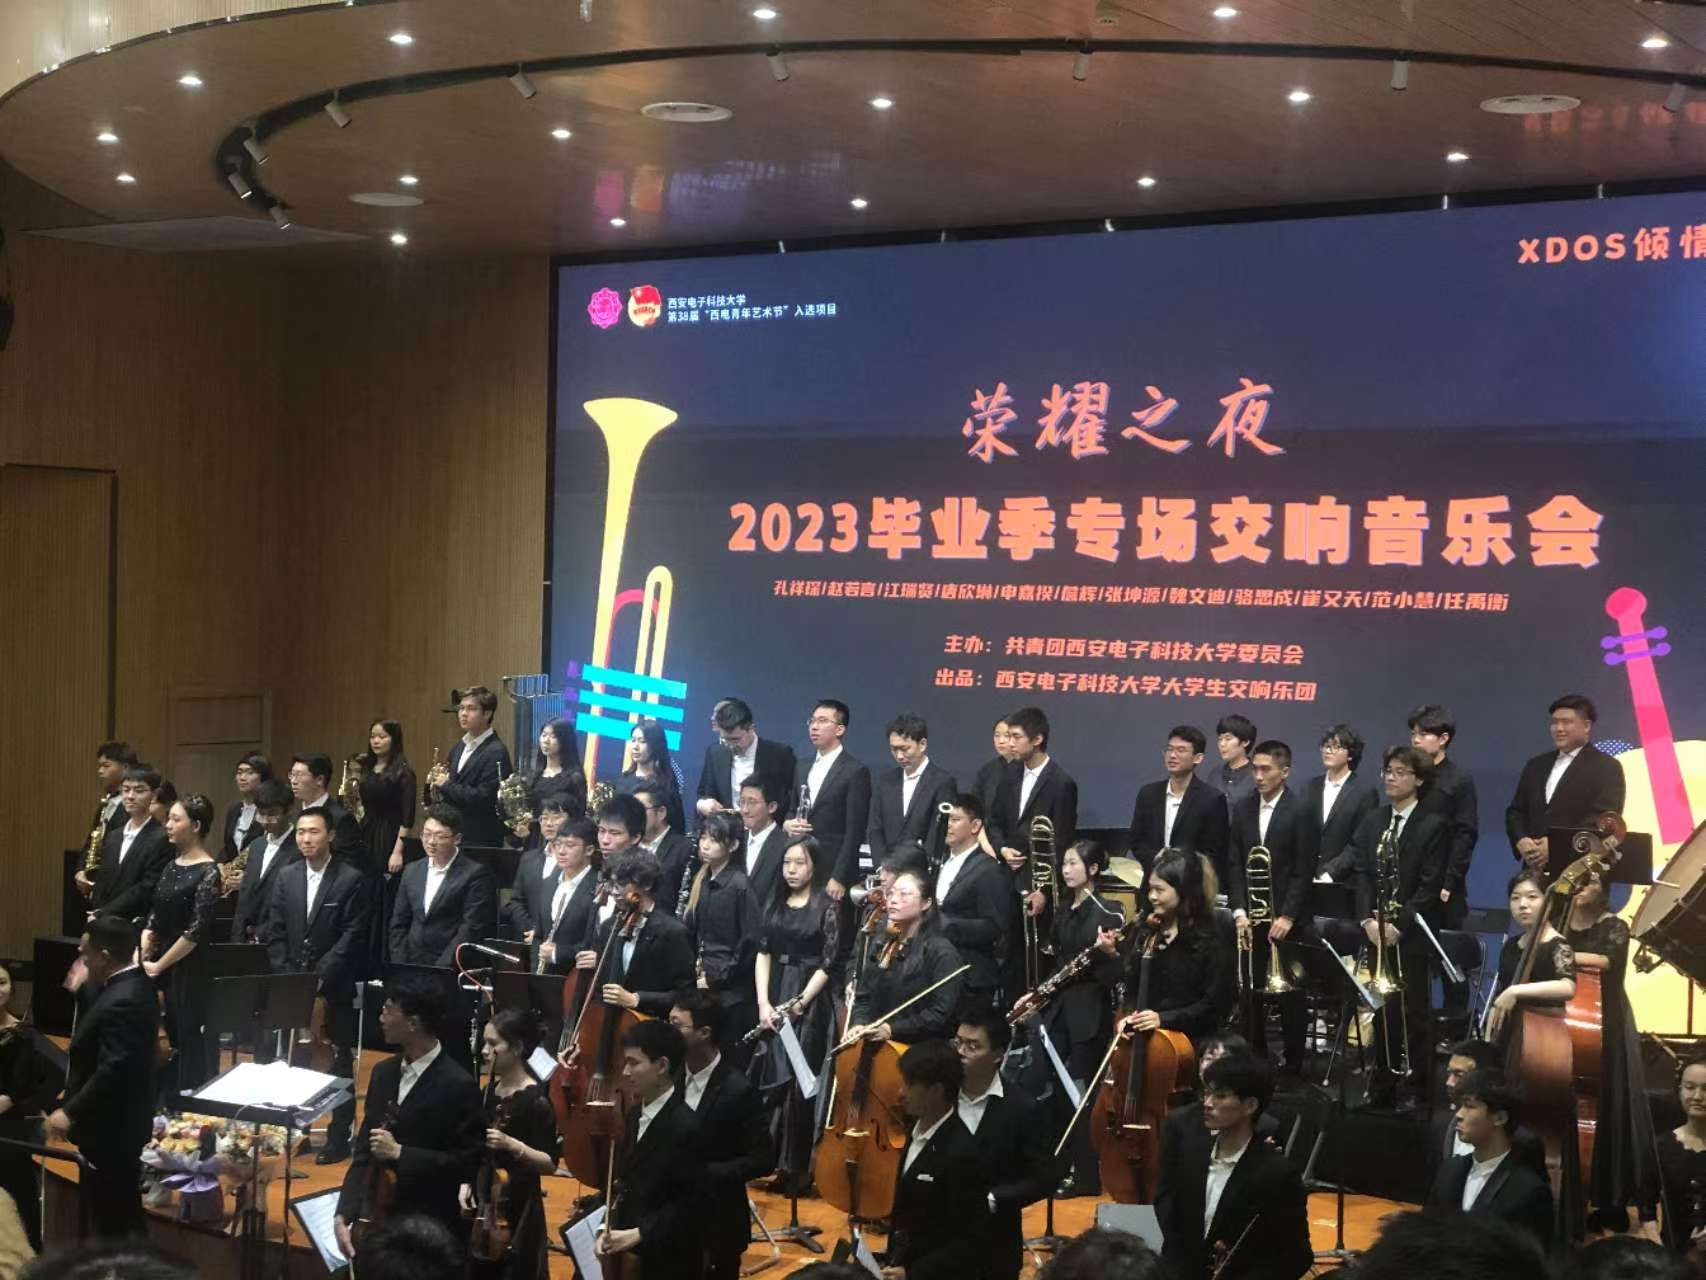 XDOS倾情
西安电子科技大学
第38届“西电青年艺术节”入选项目
荣耀之夜
2023毕业季专场交响音乐会
孔祥琛/赵若言/江瑞贤/唐欣琳/申嘉揆/詹辉/张坤源/魏文迪/骆思成/崔又天/范小慧/任禹衡
主办：共青团西安电子科技大学委员会
出品：西安电子科技大学大学生交响乐团